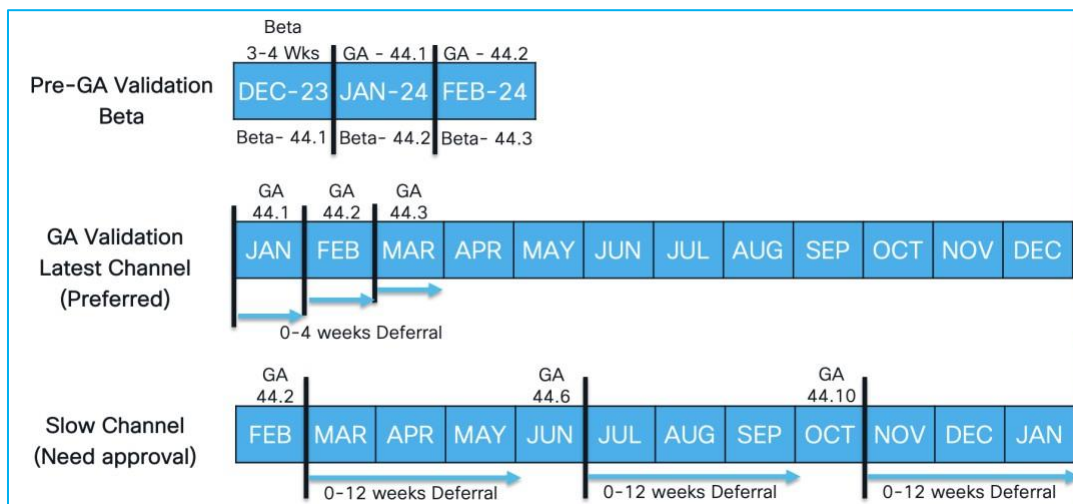 Beta
3-4 Wks GA - 44.1 GA - 44.2
Pre-GA Validation
Beta
DEC-23 JAN-24 FEB-24
Beta- 44.1 Beta- 44.2 Beta- 44.3
GA GA GA
44.1 44.2 44.3
GA Validation
Latest Channel
(Preferred)
JAN FEB MAR APR MAY JUN JUL AUG SEP OCT NOV DEC
0-4 weeks Deferral
GA GA GA
44.2 44.6 44.10
Slow Channel
(Need approval)
FEB MAR APR MAY JUN JUL AUG SEP OCT NOV DEC JAN
0-12 weeks Deferral 0-12 weeks Deferral 0-12 weeks Deferral